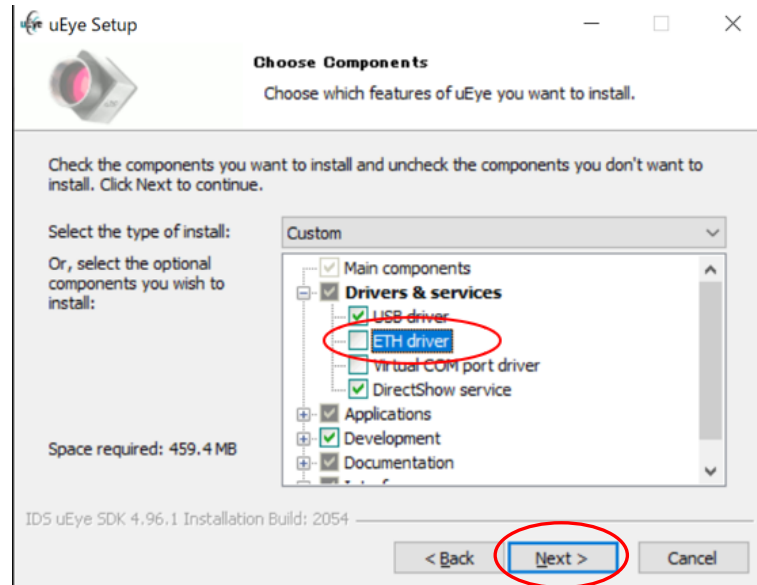 uEye Setup
Choose Components
Choose which features of uEye you want to install.
Check the components you want to install and uncheck the components you don't want to
install. Click Next to continue.
Select the type of install:
Custom
Or, select the optional
components you wish to
install:
Main components
Drivers & services
USB driver
ETH driver
Virtual COM port driver
DirectShow service
Applications
Development
Documentation
Space required: 459.4 MB
IDS uEye SDK 4.96.1 Installation Build: 2054
< Back
Next >
Cancel